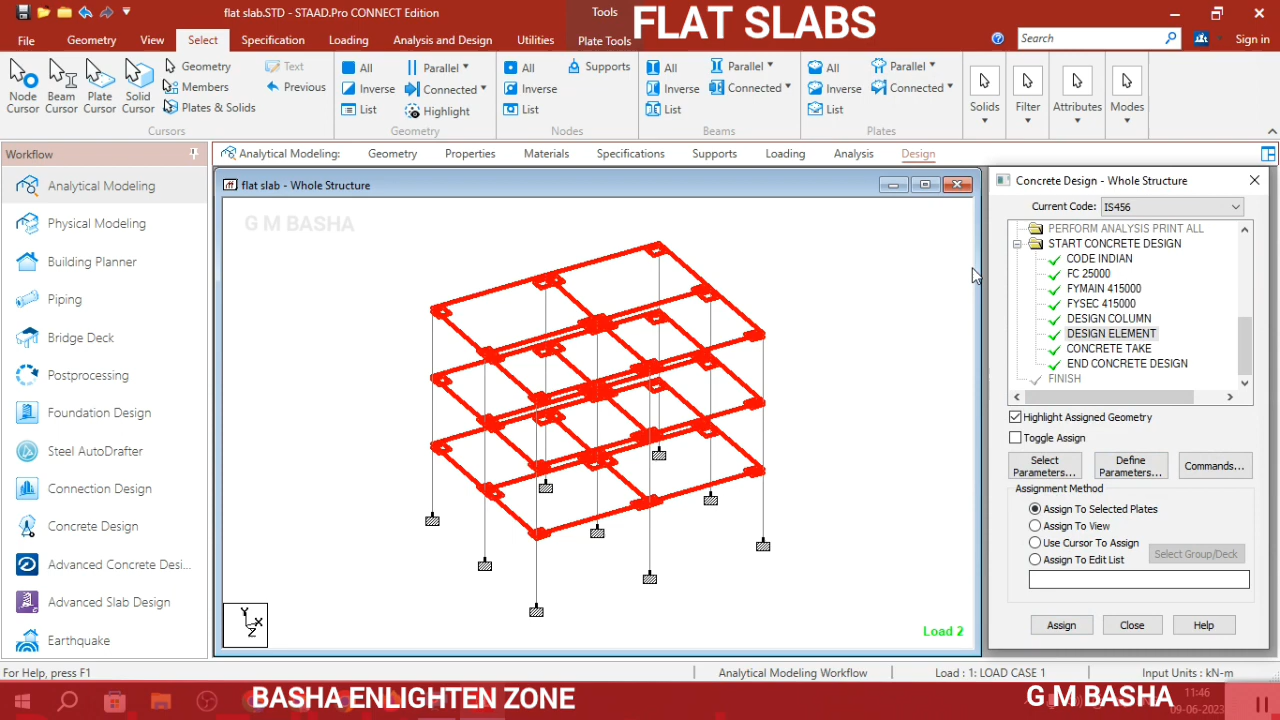 flat slab.STD - STAAD.Pro CONNECT Edition
Tools
FLAT SLABS
File
Geometry
View
Select
Specification
Loading
Analysis and Design
Utilities
Plate Tools
Search
Sign in
Node Cursor
Beam Cursor
Plate Cursor
Solid Cursor
Geometry
Members
Plates & Solids
Text
Previous
Cursors
All
Inverse
List
Parallel
Connected
Highlight
Geometry
All
Inverse
List
Supports
Nodes
All
Inverse
List
Parallel
Connected
Beams
All
Inverse
List
Parallel
Connected
Plates
Solids
Filter
Attributes
Modes
Workflow
Analytical Modeling:
Geometry
Properties
Materials
Specifications
Supports
Loading
Analysis
Design
Analytical Modeling
Physical Modeling
Building Planner
Piping
Bridge Deck
Postprocessing
Foundation Design
Steel AutoDrafter
Connection Design
Concrete Design
Advanced Concrete Desi...
Advanced Slab Design
Earthquake
flat slab - Whole Structure
G M BASHA
Y
X
Z
Load 2
Concrete Design - Whole Structure
Current Code:
IS456
PERFORM ANALYSIS PRINT ALL
START CONCRETE DESIGN
CODE INDIAN
FC 25000
FYMAIN 415000
FYSEC 415000
DESIGN COLUMN
DESIGN ELEMENT
CONCRETE TAKE
END CONCRETE DESIGN
FINISH
Highlight Assigned Geometry
Toggle Assign
Select Parameters...
Define Parameters...
Commands...
Assignment Method
Assign To Selected Plates
Assign To View
Use Cursor To Assign
Assign To Edit List
Select Group/Deck
Assign
Close
Help
For Help, press F1
Analytical Modeling Workflow
Load : 1: LOAD CASE 1
Input Units : kN-m
BASHA ENLIGHTEN ZONE
G M BASHA
11:46
09-06-2023